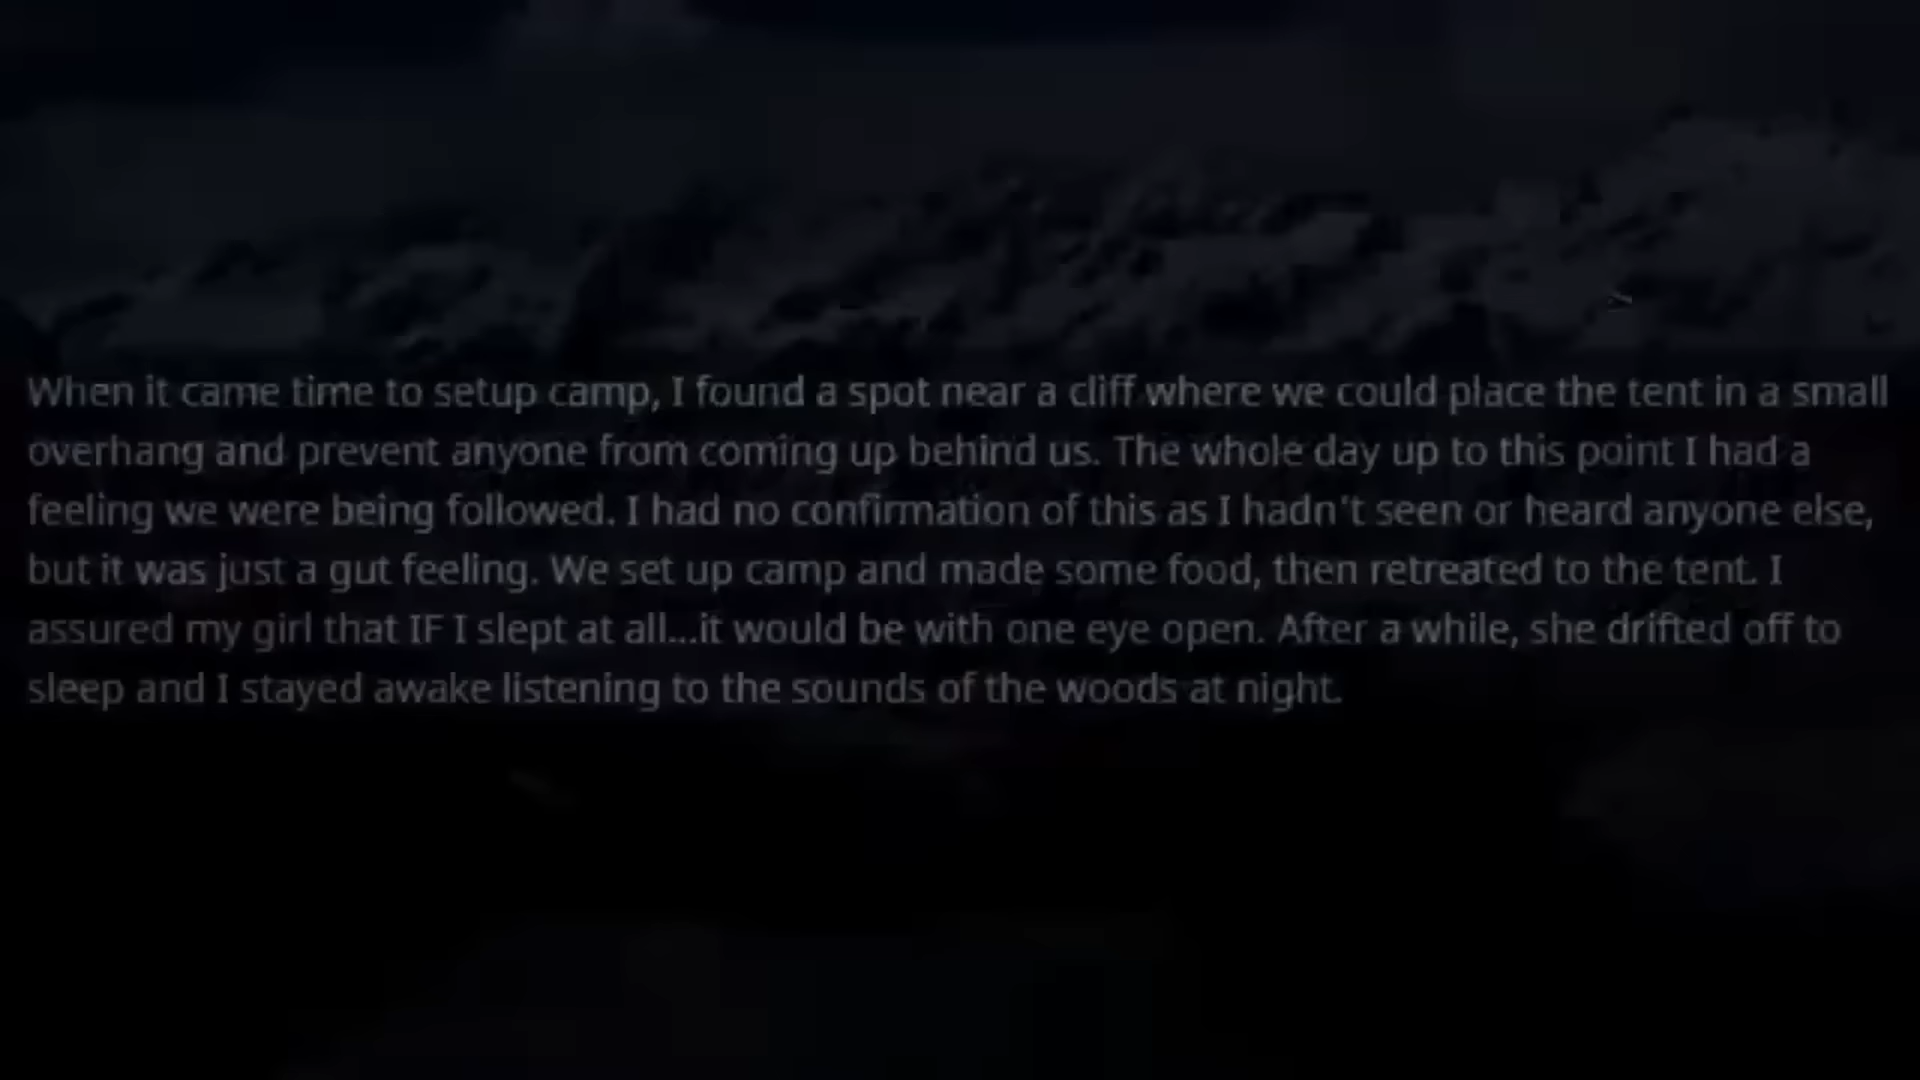 When it came time to setup camp, I found a spot near a cliff where we could place the tent in a small
overhang and prevent anyone from coming up behind us. The whole day up to this point I had a
feeling we were being followed. I had no confirmation of this as I hadn't seen or heard anyone else,
but it was just a gut feeling. We set up camp and made some food, then retreated to the tent. I
assured my girl that IF I slept at all...it would be with one eye open. After a while, she drifted off to
sleep and I stayed awake listening to the sounds of the woods at night.